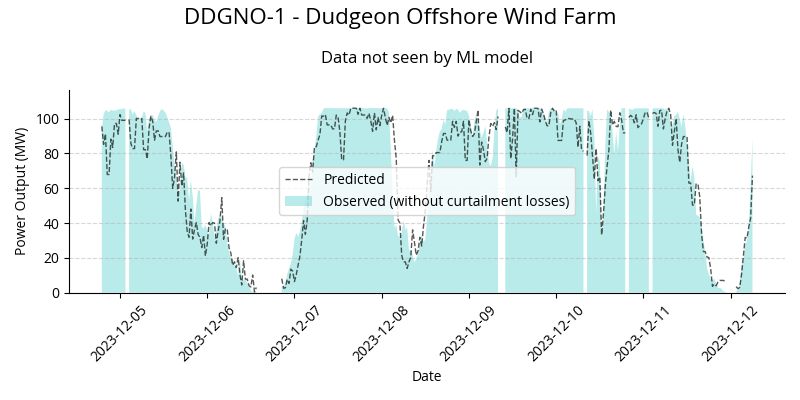 DDGNO-1 - Dudgeon Offshore Wind Farm
Data not seen by ML model
Power Output (MW)
100
80
60
40
20
0
Predicted
Observed (without curtailment losses)
2023-12-05
2023-12-06
2023-12-07
2023-12-08
2023-12-09
2023-12-10
2023-12-11
2023-12-12
Date